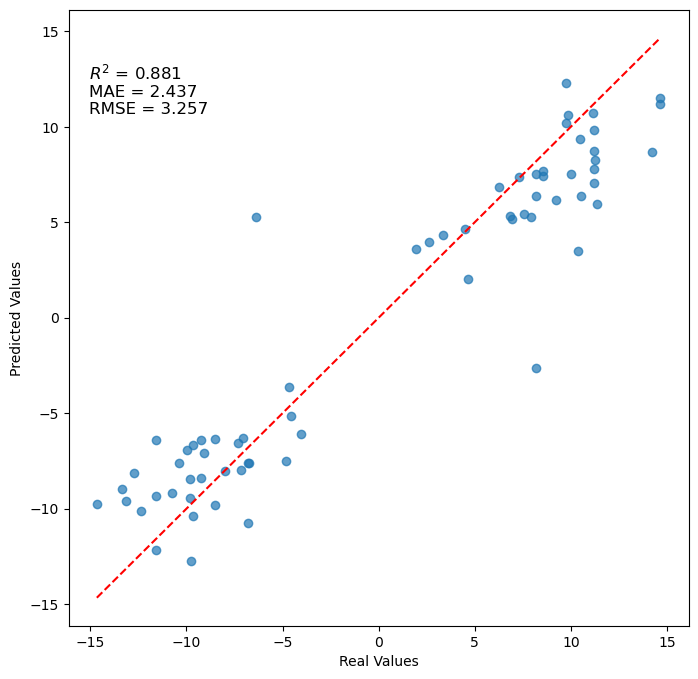 15
10
5
0
−5
−10
−15
Predicted Values
R² = 0.881
MAE = 2.437
RMSE = 3.257
−15
−10
−5
0
5
10
15
Real Values